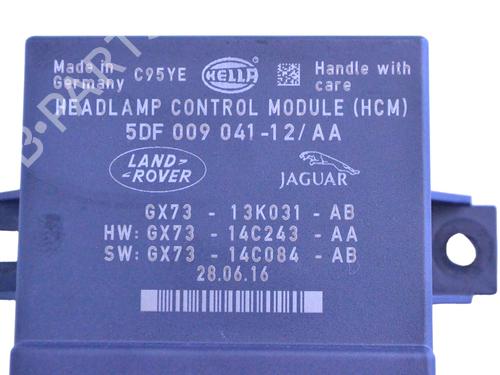 Made in Germany C95YE HELLA Handle with care
HEADLAMP CONTROL MODULE (HCM)
5DF 009 041-12/AA
LAND ROVER JAGUAR
GX73 - 13K031 - AB
HW: GX73 - 14C243 - AA
SW: GX73 - 14C084 - AB
28.06.16
B-PARTS